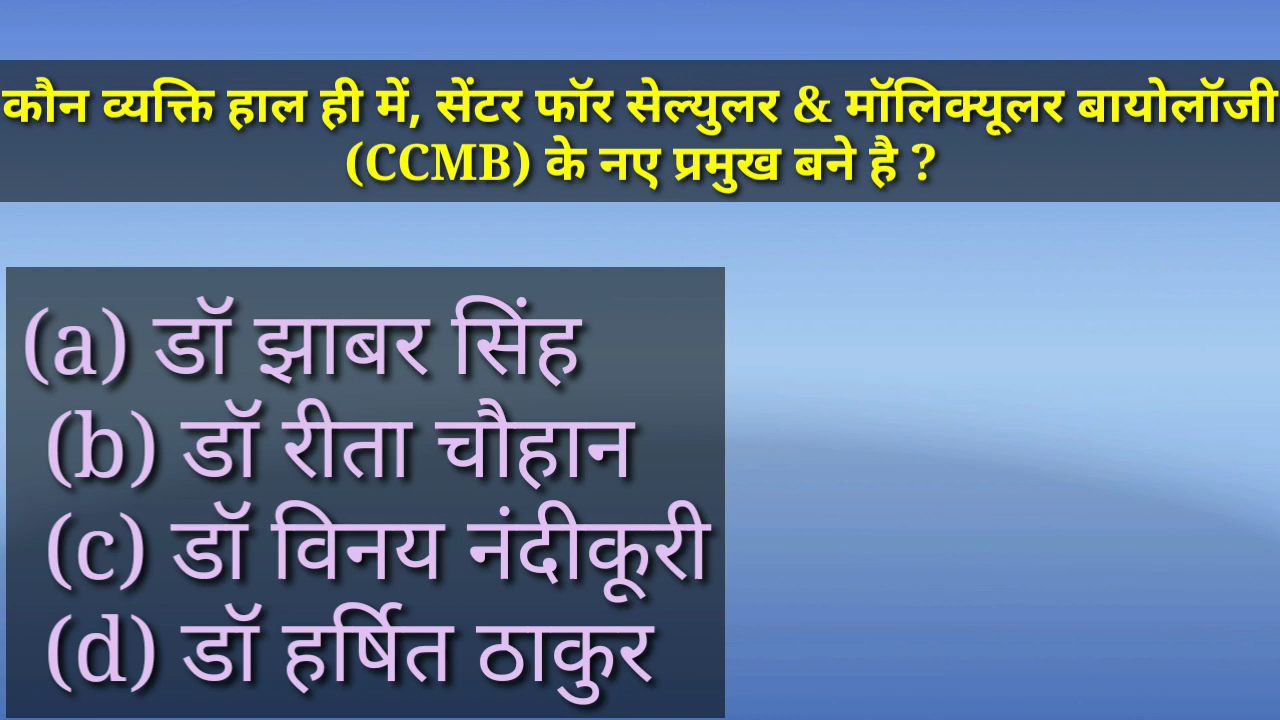 कौन व्यक्ति हाल ही में, सेंटर फॉर सेल्युलर & मॉलिक्यूलर बायोलॉजी
(CCMB) के नए प्रमुख बने है ?
(a) डॉ झाबर सिंह
(b) डॉ रीता चौहान
(c) डॉ विनय नंदीकूरी
(d) डॉ हर्षित ठाकुर